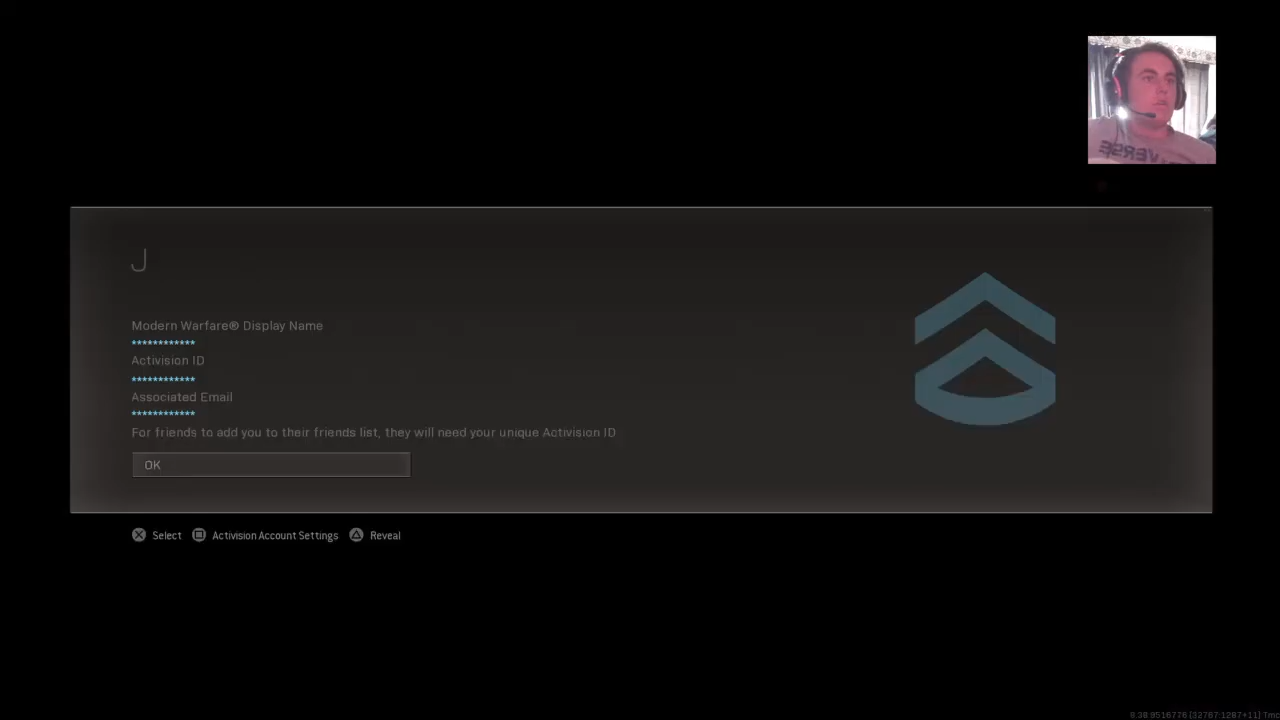 J
Modern Warfare® Display Name
************
Activision ID
************
Associated Email
************
For friends to add you to their friends list, they will need your unique Activision ID
OK
Select Activision Account Settings Reveal